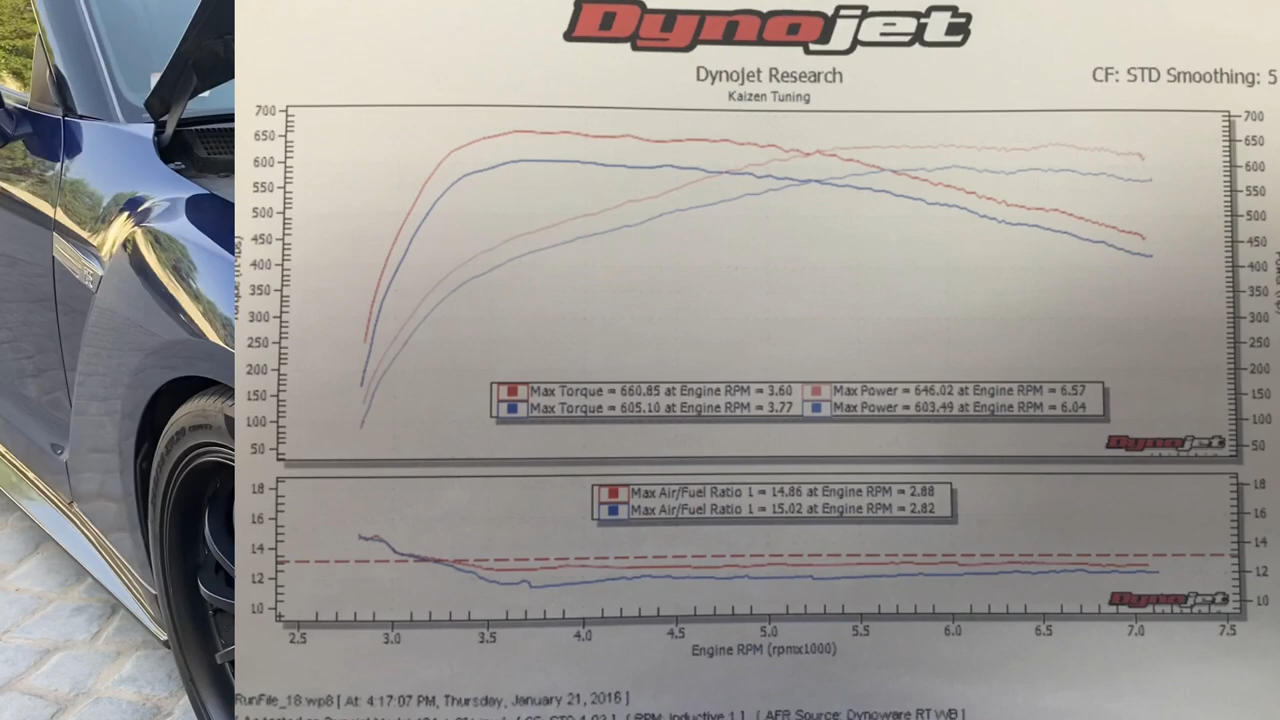 Dynojet
Dynojet Research
CF: STD Smoothing: 5
Kaizen Tuning
700
650
600
550
500
450
400
350
300
250
200
150
100
50
700
650
600
550
500
450
400
350
300
250
200
150
100
50
Max Torque = 660.85 at Engine RPM = 3.60
Max Power = 646.02 at Engine RPM = 6.57
Max Torque = 605.10 at Engine RPM = 3.77
Max Power = 603.49 at Engine RPM = 6.04
Dynojet
18
16
14
12
10
18
16
14
12
10
Max Air/Fuel Ratio 1 = 14.86 at Engine RPM = 2.88
Max Air/Fuel Ratio 1 = 15.02 at Engine RPM = 2.82
Dynojet
2.5 3.0 3.5 4.0 4.5 5.0 5.5 6.0 6.5 7.0 7.5
Engine RPM (rpmx1000)
RunFile_18.wp8 [ At: 4:17:07 PM, Thursday, January 21, 2016 ]
[ CF: STD ] [ RPM: Inductive 1 ] [ AFR Source: Dynoware RT WB ]